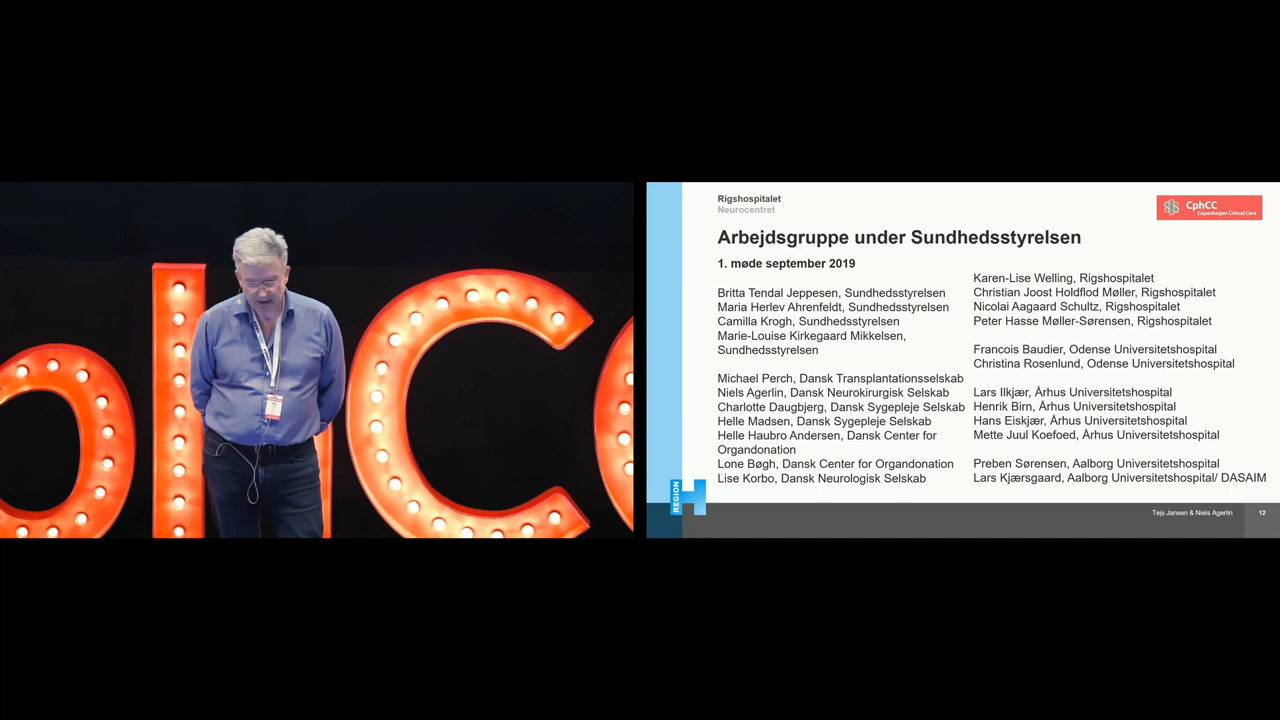 Rigshospitalet
Neurocentret
CphCC
Copenhagen Critical Care
Arbejdsgruppe under Sundhedsstyrelsen
1. møde september 2019
Britta Tendal Jeppesen, Sundhedsstyrelsen
Maria Herlev Ahrenfeldt, Sundhedsstyrelsen
Camilla Krogh, Sundhedsstyrelsen
Marie-Louise Kirkegaard Mikkelsen,
Sundhedsstyrelsen
Michael Perch, Dansk Transplantationsselskab
Niels Agerlin, Dansk Neurokirurgisk Selskab
Charlotte Daugbjerg, Dansk Sygepleje Selskab
Helle Madsen, Dansk Sygepleje Selskab
Helle Haubro Andersen, Dansk Center for
Organdonation
Lone Bøgh, Dansk Center for Organdonation
Lise Korbo, Dansk Neurologisk Selskab
Karen-Lise Welling, Rigshospitalet
Christian Joost Holdflod Møller, Rigshospitalet
Nicolai Aagaard Schultz, Rigshospitalet
Peter Hasse Møller-Sørensen, Rigshospitalet
Francois Baudier, Odense Universitetshospital
Christina Rosenlund, Odense Universitetshospital
Lars Ilkjær, Århus Universitetshospital
Henrik Birn, Århus Universitetshospital
Hans Eiskjær, Århus Universitetshospital
Mette Juul Koefoed, Århus Universitetshospital
Preben Sørensen, Aalborg Universitetshospital
Lars Kjærsgaard, Aalborg Universitetshospital/ DASAIM
REGION
H
Tejs Jansen & Niels Agerlin
12